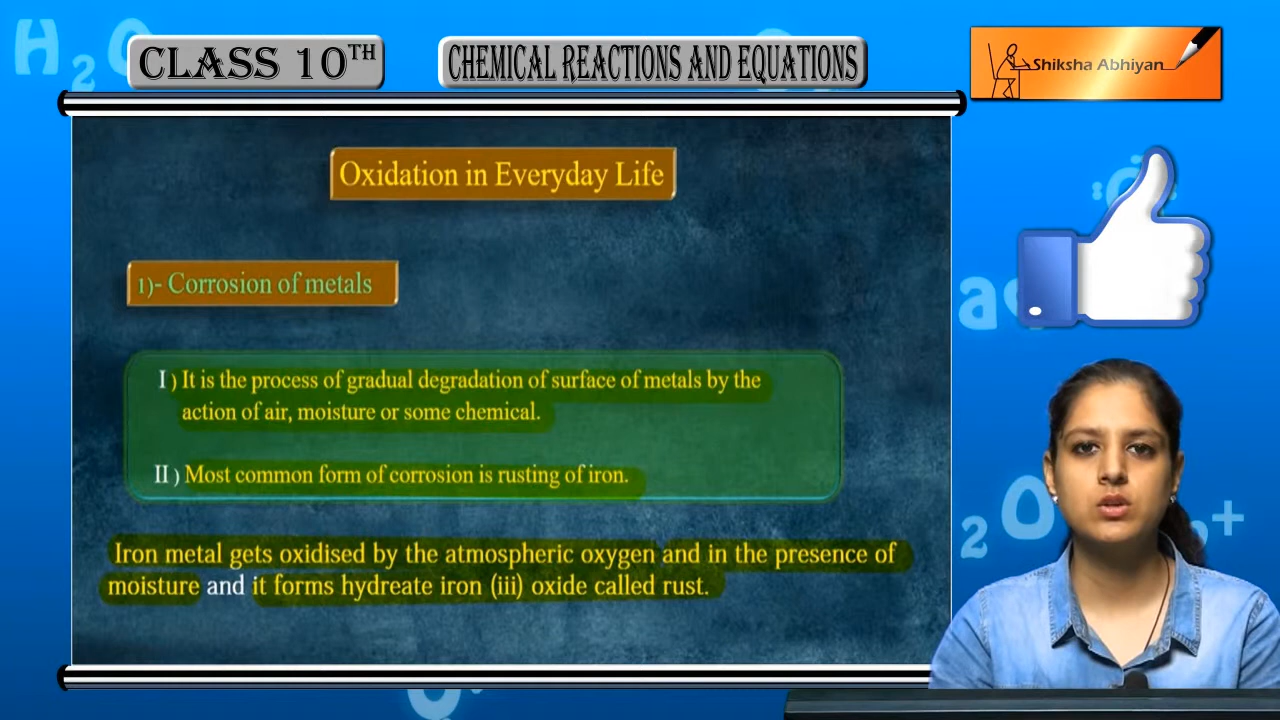 H2O
CLASS 10TH
CHEMICAL REACTIONS AND EQUATIONS
Shiksha Abhiyan
Oxidation in Everyday Life
1)- Corrosion of metals
I ) It is the process of gradual degradation of surface of metals by the
action of air, moisture or some chemical.
II ) Most common form of corrosion is rusting of iron.
Iron metal gets oxidised by the atmospheric oxygen and in the presence of
moisture and it forms hydreate iron (iii) oxide called rust.